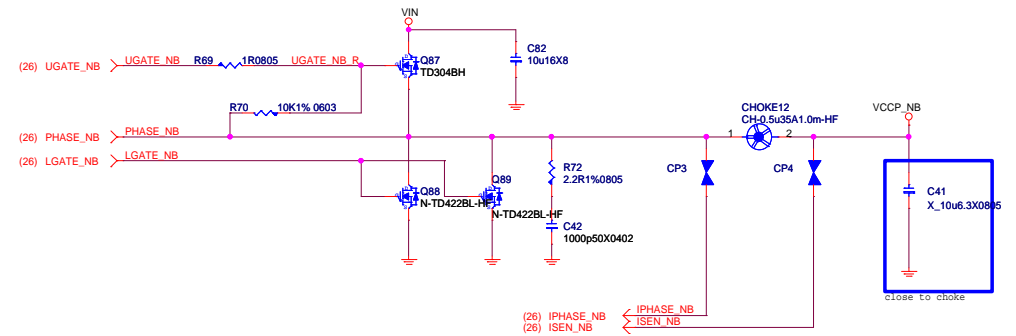 VIN
C82
10u16X8
(26) UGATE_NB UGATE_NB R69 1R0805 UGATE_NB_R Q87
TD304BH
R70 10K1% 0603
CHOKE12
CH-0.5u35A1.0m-HF
VCCP_NB
(26) PHASE_NB PHASE_NB 1 2
(26) LGATE_NB LGATE_NB
R72
2.2R1%0805
CP3 CP4
Q88 Q89
N-TD422BL-HF
N-TD422BL-HF
C41
X_10u6.3X0805
C42
1000p50X0402
close to choke
(26) IPHASE_NB IPHASE_NB
(26) ISEN_NB ISEN_NB